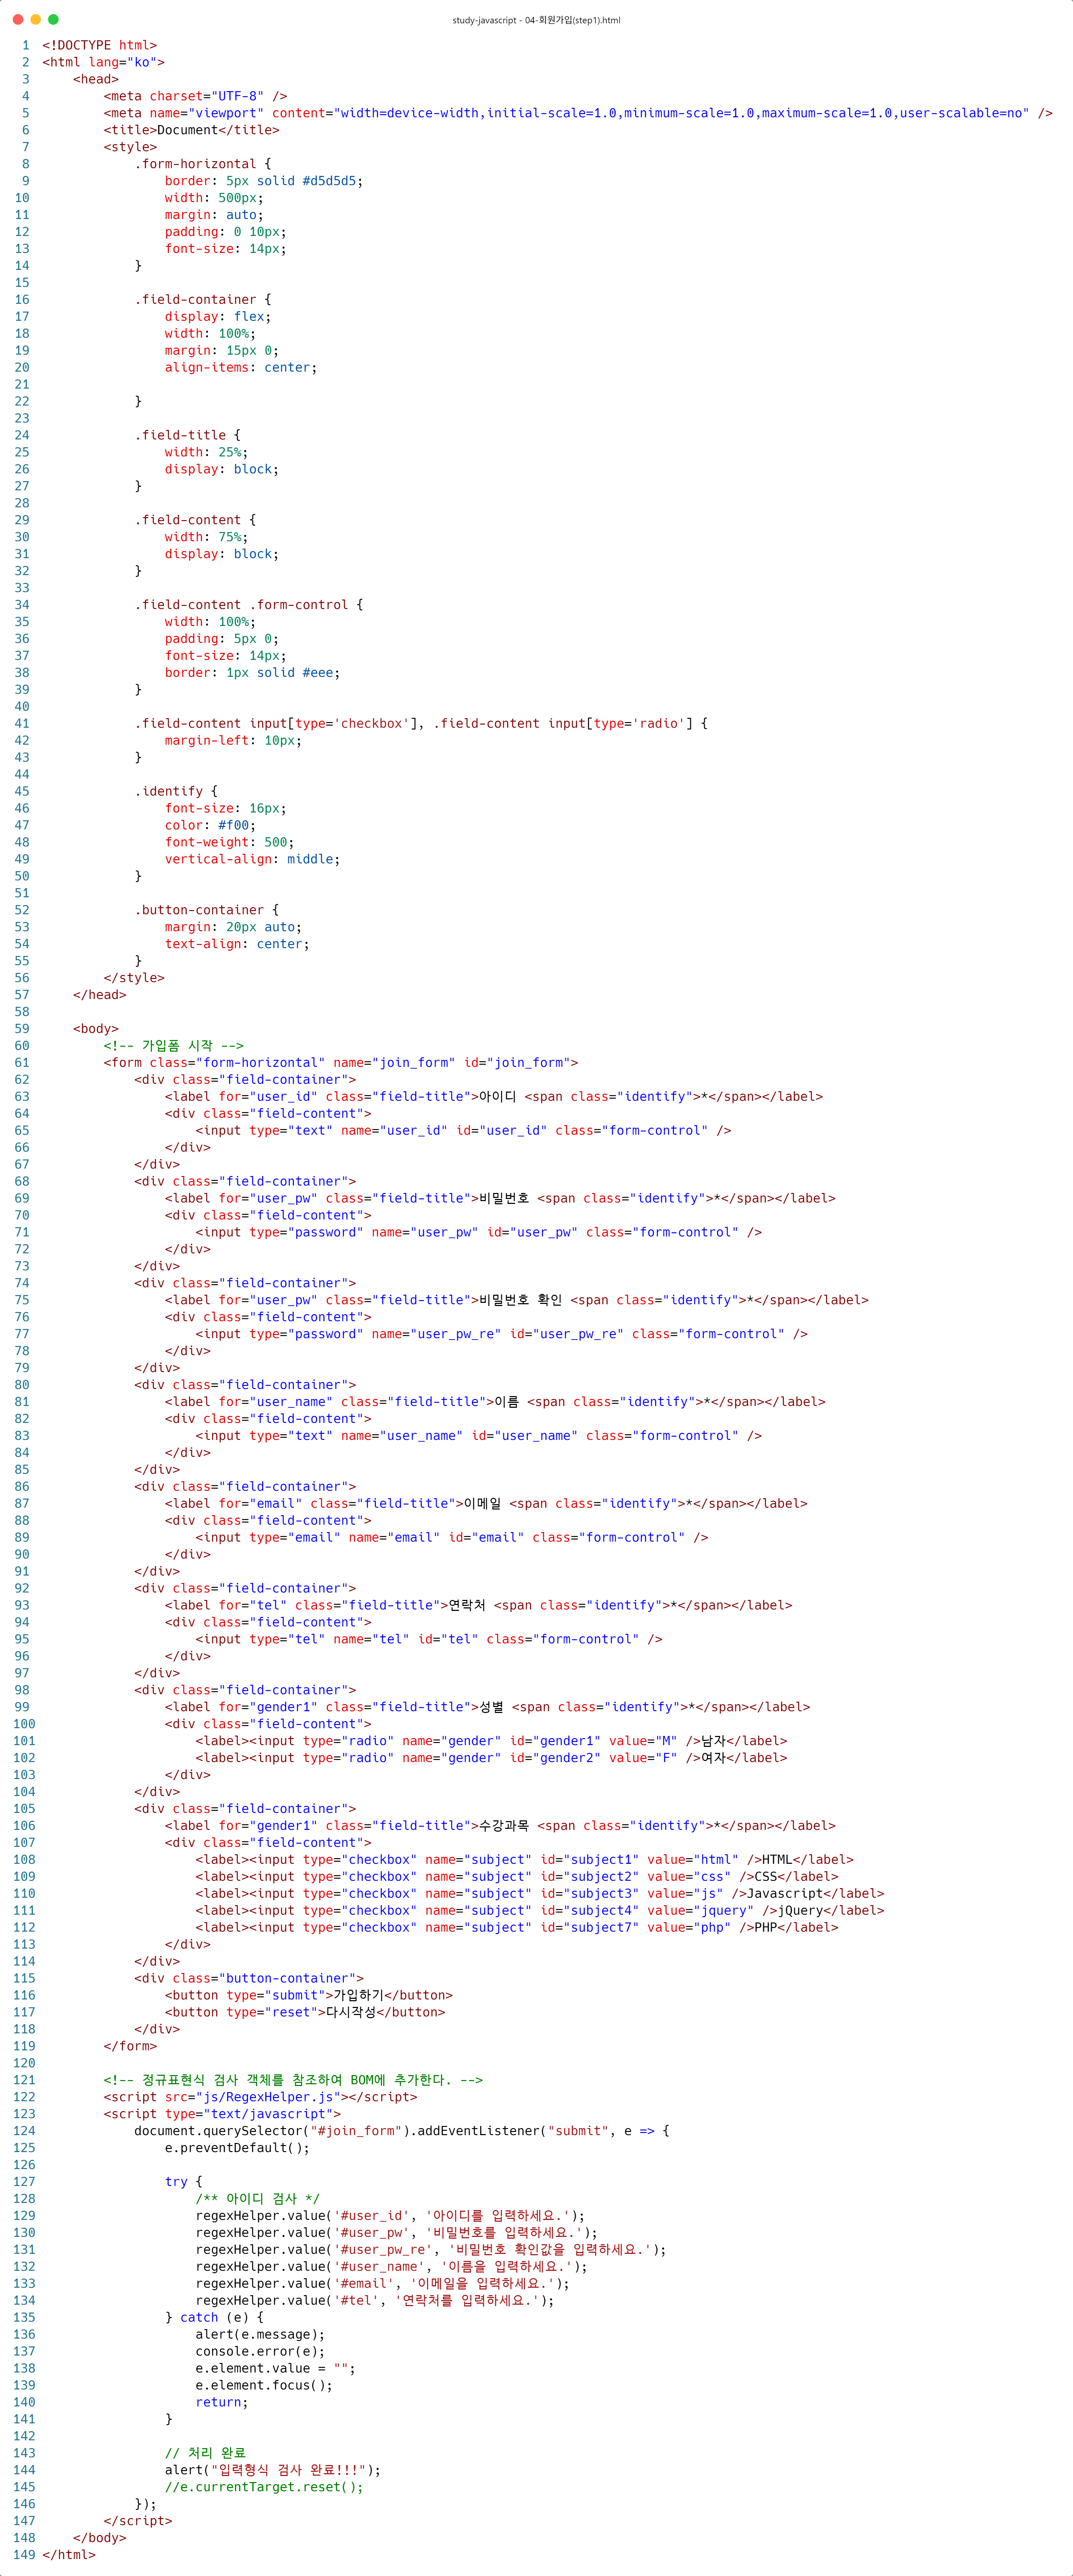 study-javascript - 04-회원가입(step1).html
1 <!DOCTYPE html>
2 <html lang="ko">
3     <head>
4         <meta charset="UTF-8" />
5         <meta name="viewport" content="width=device-width,initial-scale=1.0,minimum-scale=1.0,maximum-scale=1.0,user-scalable=no" />
6         <title>Document</title>
7         <style>
8             .form-horizontal {
9                 border: 5px solid #d5d5d5;
10                 width: 500px;
11                 margin: auto;
12                 padding: 0 10px;
13                 font-size: 14px;
14             }
15
16             .field-container {
17                 display: flex;
18                 width: 100%;
19                 margin: 15px 0;
20                 align-items: center;
21
22             }
23
24             .field-title {
25                 width: 25%;
26                 display: block;
27             }
28
29             .field-content {
30                 width: 75%;
31                 display: block;
32             }
33
34             .field-content .form-control {
35                 width: 100%;
36                 padding: 5px 0;
37                 font-size: 14px;
38                 border: 1px solid #eee;
39             }
40
41             .field-content input[type='checkbox'], .field-content input[type='radio'] {
42                 margin-left: 10px;
43             }
44
45             .identify {
46                 font-size: 16px;
47                 color: #f00;
48                 font-weight: 500;
49                 vertical-align: middle;
50             }
51
52             .button-container {
53                 margin: 20px auto;
54                 text-align: center;
55             }
56         </style>
57     </head>
58
59     <body>
60         <!-- 가입폼 시작 -->
61         <form class="form-horizontal" name="join_form" id="join_form">
62             <div class="field-container">
63                 <label for="user_id" class="field-title">아이디 <span class="identify">*</span></label>
64                 <div class="field-content">
65                     <input type="text" name="user_id" id="user_id" class="form-control" />
66                 </div>
67             </div>
68             <div class="field-container">
69                 <label for="user_pw" class="field-title">비밀번호 <span class="identify">*</span></label>
70                 <div class="field-content">
71                     <input type="password" name="user_pw" id="user_pw" class="form-control" />
72                 </div>
73             </div>
74             <div class="field-container">
75                 <label for="user_pw" class="field-title">비밀번호 확인 <span class="identify">*</span></label>
76                 <div class="field-content">
77                     <input type="password" name="user_pw_re" id="user_pw_re" class="form-control" />
78                 </div>
79             </div>
80             <div class="field-container">
81                 <label for="user_name" class="field-title">이름 <span class="identify">*</span></label>
82                 <div class="field-content">
83                     <input type="text" name="user_name" id="user_name" class="form-control" />
84                 </div>
85             </div>
86             <div class="field-container">
87                 <label for="email" class="field-title">이메일 <span class="identify">*</span></label>
88                 <div class="field-content">
89                     <input type="email" name="email" id="email" class="form-control" />
90                 </div>
91             </div>
92             <div class="field-container">
93                 <label for="tel" class="field-title">연락처 <span class="identify">*</span></label>
94                 <div class="field-content">
95                     <input type="tel" name="tel" id="tel" class="form-control" />
96                 </div>
97             </div>
98             <div class="field-container">
99                 <label for="gender1" class="field-title">성별 <span class="identify">*</span></label>
100                 <div class="field-content">
101                     <label><input type="radio" name="gender" id="gender1" value="M" />남자</label>
102                     <label><input type="radio" name="gender" id="gender2" value="F" />여자</label>
103                 </div>
104             </div>
105             <div class="field-container">
106                 <label for="gender1" class="field-title">수강과목 <span class="identify">*</span></label>
107                 <div class="field-content">
108                     <label><input type="checkbox" name="subject" id="subject1" value="html" />HTML</label>
109                     <label><input type="checkbox" name="subject" id="subject2" value="css" />CSS</label>
110                     <label><input type="checkbox" name="subject" id="subject3" value="js" />Javascript</label>
111                     <label><input type="checkbox" name="subject" id="subject4" value="jquery" />jQuery</label>
112                     <label><input type="checkbox" name="subject" id="subject7" value="php" />PHP</label>
113                 </div>
114             </div>
115             <div class="button-container">
116                 <button type="submit">가입하기</button>
117                 <button type="reset">다시작성</button>
118             </div>
119         </form>
120
121         <!-- 정규표현식 검사 객체를 참조하여 BOM에 추가한다. -->
122         <script src="js/RegexHelper.js"></script>
123         <script type="text/javascript">
124             document.querySelector("#join_form").addEventListener("submit", e => {
125                 e.preventDefault();
126
127                 try {
128                     /** 아이디 검사 */
129                     regexHelper.value('#user_id', '아이디를 입력하세요.');
130                     regexHelper.value('#user_pw', '비밀번호를 입력하세요.');
131                     regexHelper.value('#user_pw_re', '비밀번호 확인값을 입력하세요.');
132                     regexHelper.value('#user_name', '이름을 입력하세요.');
133                     regexHelper.value('#email', '이메일을 입력하세요.');
134                     regexHelper.value('#tel', '연락처를 입력하세요.');
135                 } catch (e) {
136                     alert(e.message);
137                     console.error(e);
138                     e.element.value = "";
139                     e.element.focus();
140                     return;
141                 }
142
143                 // 처리 완료
144                 alert("입력형식 검사 완료!!!");
145                 //e.currentTarget.reset();
146             });
147         </script>
148     </body>
149 </html>